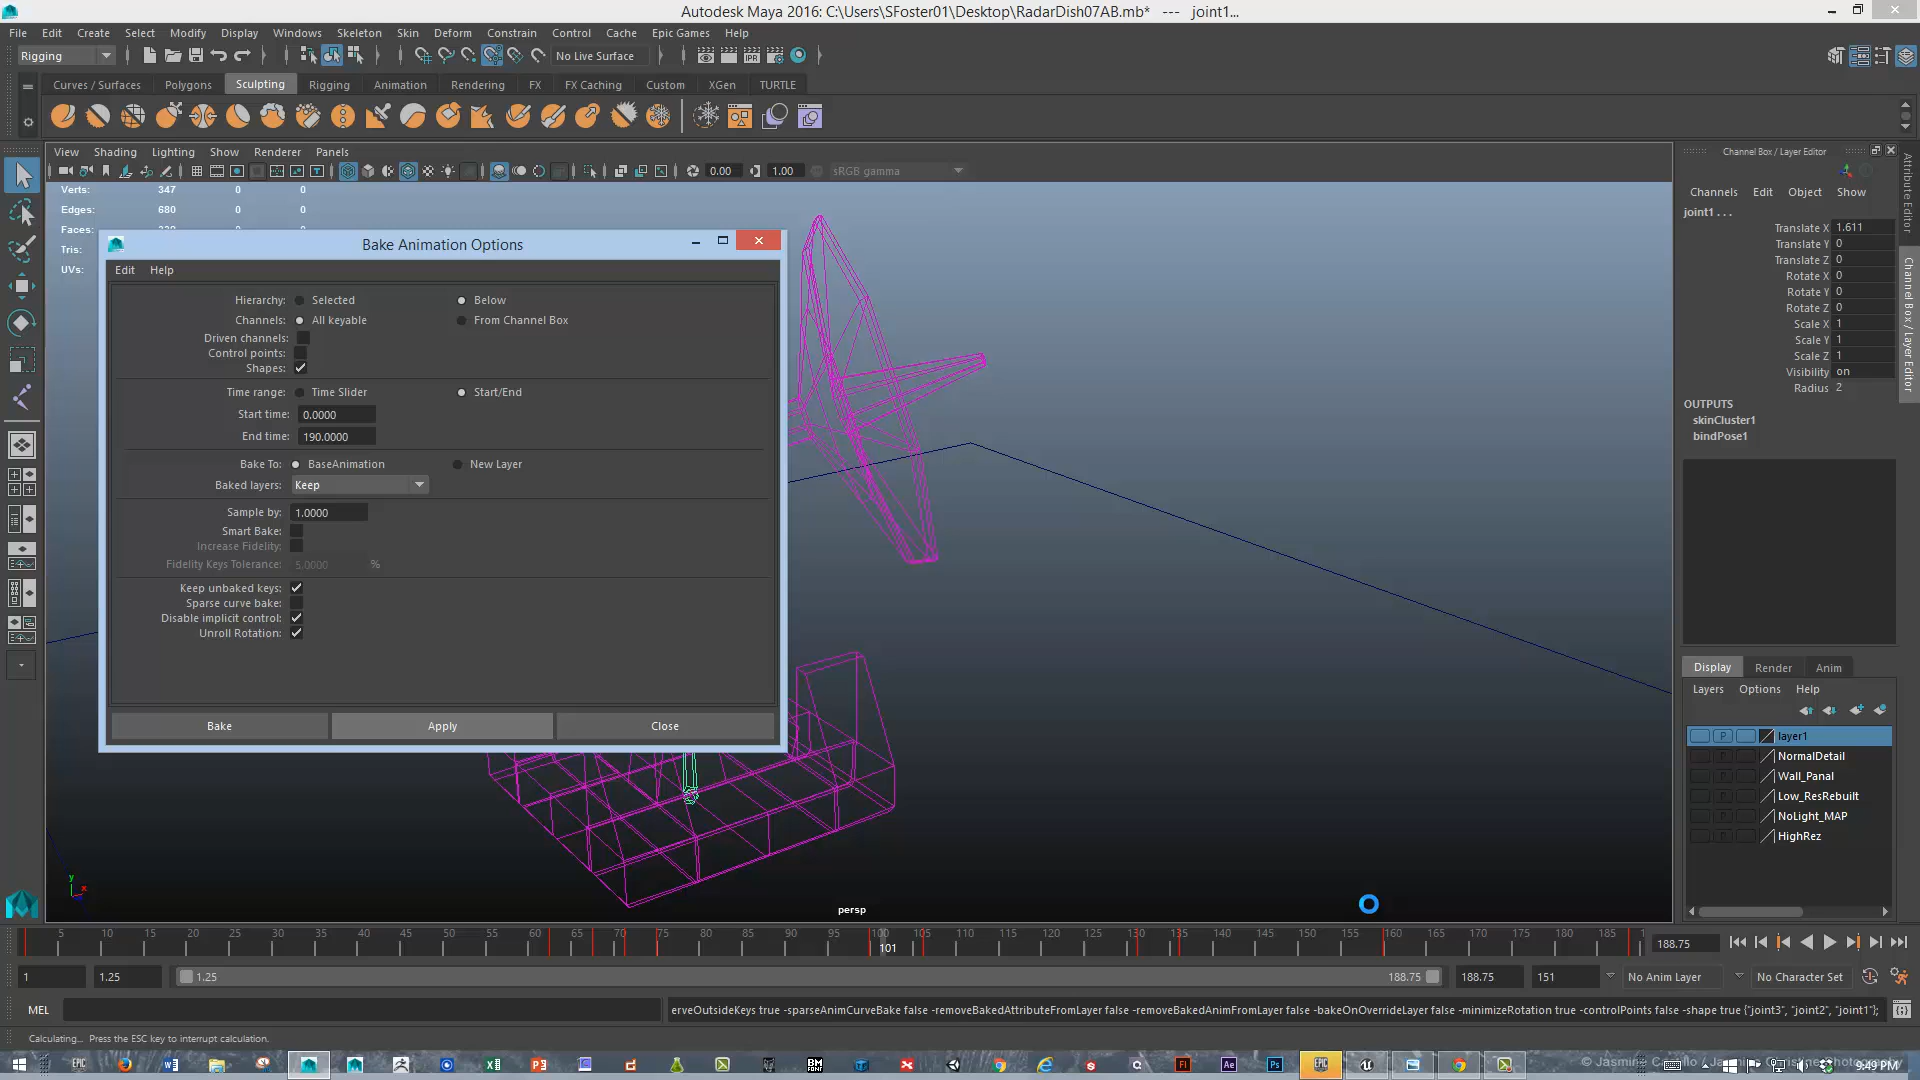 Autodesk Maya 2016: C:\Users\SFoster01\Desktop\RadarDish07AB.mb* --- joint1...
File Edit Create Select Modify Display Windows Skeleton Skin Deform Constrain Control Cache Epic Games Help
Rigging No Live Surface
Curves / Surfaces Polygons Sculpting Rigging Animation Rendering FX FX Caching Custom XGen TURTLE
View Shading Lighting Show Renderer Panels
0.00 1.00 sRGB gamma
Verts: 347 0 0
Edges: 680 0 0
Faces: 0 0
Tris:
UVs:
Bake Animation Options
Edit Help
Hierarchy: Selected Below
Channels: All keyable From Channel Box
Driven channels:
Control points:
Shapes:
Time range: Time Slider Start/End
Start time: 0.0000
End time: 190.0000
Bake To: BaseAnimation New Layer
Baked layers: Keep
Sample by: 1.0000
Smart Bake:
Increase Fidelity:
Fidelity Keys Tolerance: 5.0000 %
Keep unbaked keys:
Sparse curve bake:
Disable implicit control:
Unroll Rotation:
Bake Apply Close
persp
Channel Box / Layer Editor
Channels Edit Object Show
joint1 . . .
Translate X 1.611
Translate Y 0
Translate Z 0
Rotate X 0
Rotate Y 0
Rotate Z 0
Scale X 1
Scale Y 1
Scale Z 1
Visibility on
Radius 2
OUTPUTS
skinCluster1
bindPose1
Attribute Editor
Channel Box / Layer Editor
Display Render Anim
Layers Options Help
P layer1
NormalDetail
Wall_Panal
Low_ResRebuilt
NoLight_MAP
HighRez
5 10 15 20 25 30 35 40 45 50 55 60 65 70 75 80 85 90 95 100 105 110 115 120 125 130 135 140 145 150 155 160 165 170 175 180 185
101
188.75
1 1.25 1.25 188.75 188.75 151 No Anim Layer No Character Set
MEL erveOutsideKeys true -sparseAnimCurveBake false -removeBakedAttributeFromLayer false -removeBakedAnimFromLayer false -bakeOnOverrideLayer false -minimizeRotation true -controlPoints false -shape true {"joint3", "joint2", "joint1"};
Calculating... Press the ESC key to interrupt calculation.
9:49 PM